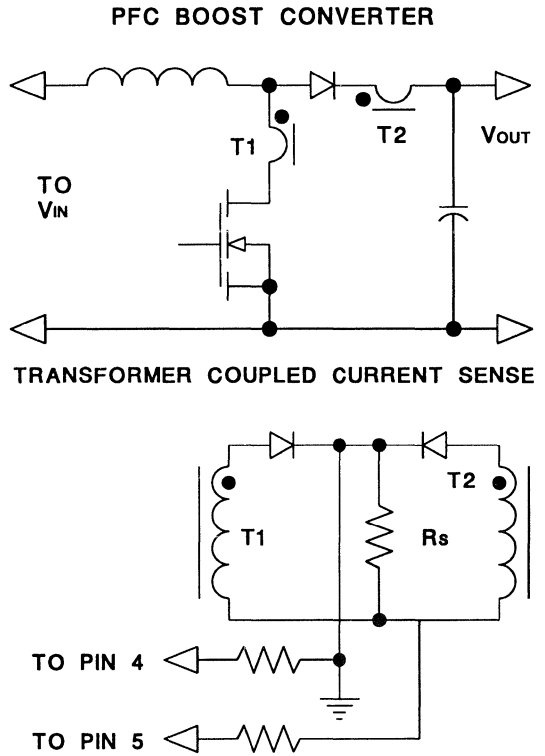 PFC BOOST CONVERTER
T1
T2
VOUT
TO
VIN
TRANSFORMER COUPLED CURRENT SENSE
T2
T1
Rs
TO PIN 4
TO PIN 5